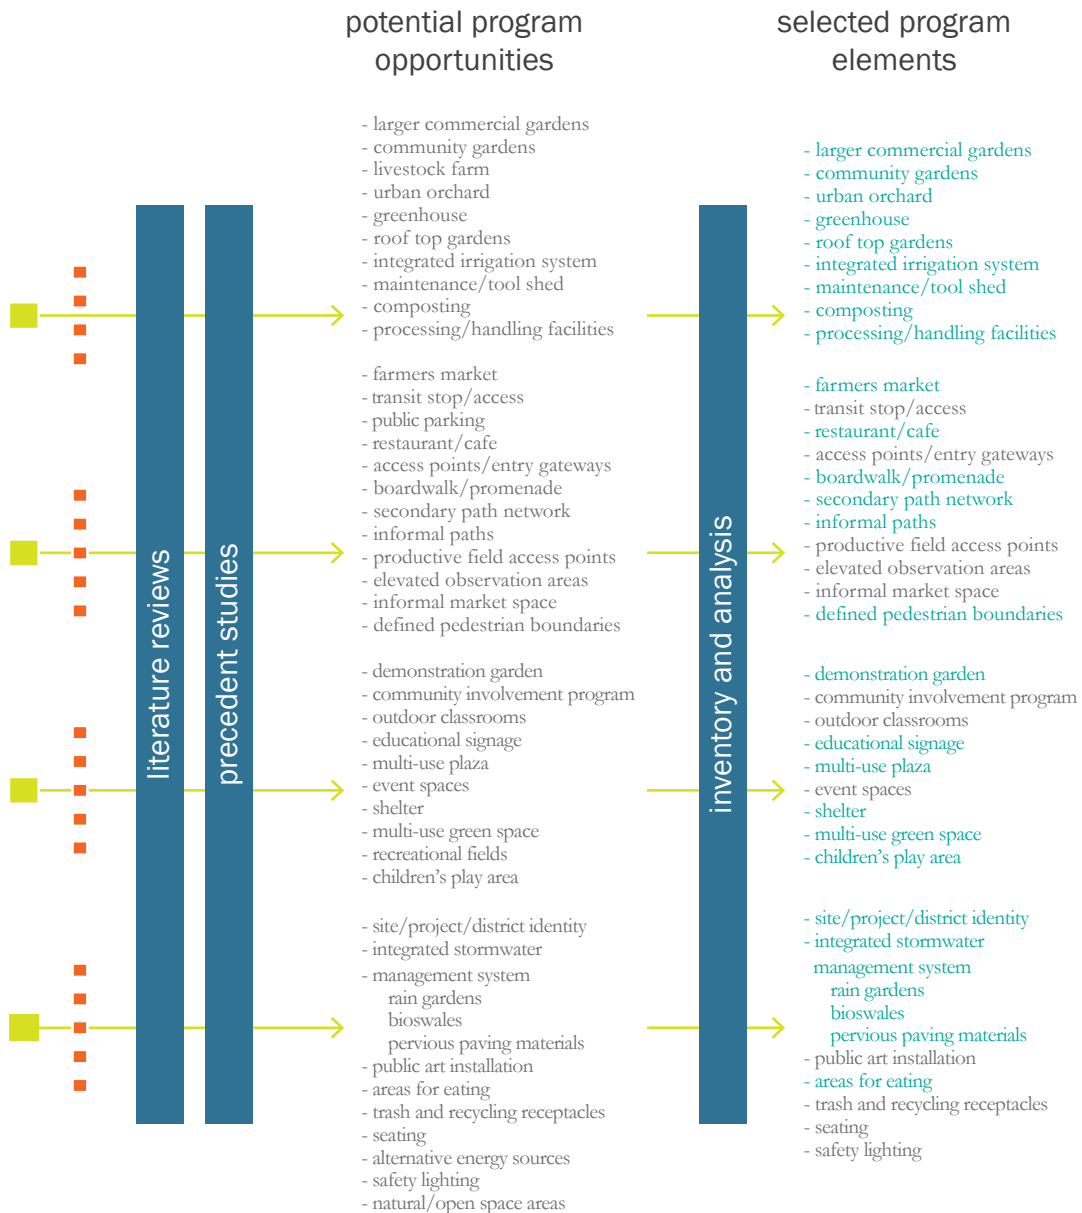 potential program
opportunities
- larger commercial gardens
- community gardens
- livestock farm
- urban orchard
- greenhouse
- roof top gardens
- integrated irrigation system
- maintenance/tool shed
- composting
- processing/handling facilities
- farmers market
- transit stop/access
- public parking
- restaurant/cafe
- access points/entry gateways
- boardwalk/promenade
- secondary path network
- informal paths
- productive field access points
- elevated observation areas
- informal market space
- defined pedestrian boundaries
- demonstration garden
- community involvement program
- outdoor classrooms
- educational signage
- multi-use plaza
- event spaces
- shelter
- multi-use green space
- recreational fields
- children's play area
- site/project/district identity
- integrated stormwater
- management system
rain gardens
bioswales
pervious paving materials
- public art installation
- areas for eating
- trash and recycling receptacles
- seating
- alternative energy sources
- safety lighting
- natural/open space areas
selected program
elements
- larger commercial gardens
- community gardens
- urban orchard
- greenhouse
- roof top gardens
- integrated irrigation system
- maintenance/tool shed
- composting
- processing/handling facilities
- farmers market
- transit stop/access
- restaurant/cafe
- access points/entry gateways
- boardwalk/promenade
- secondary path network
- informal paths
- productive field access points
- elevated observation areas
- informal market space
- defined pedestrian boundaries
- demonstration garden
- community involvement program
- outdoor classrooms
- educational signage
- multi-use plaza
- event spaces
- shelter
- multi-use green space
- children's play area
- site/project/district identity
- integrated stormwater
management system
rain gardens
bioswales
pervious paving materials
- public art installation
- areas for eating
- trash and recycling receptacles
- seating
- safety lighting
literature reviews
precedent studies
inventory and analysis